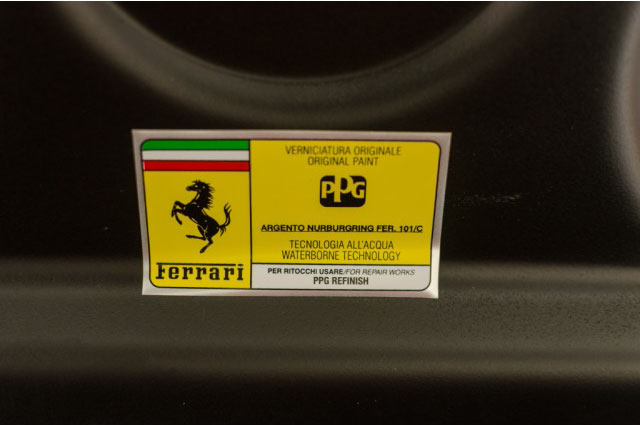 Ferrari
VERNICIATURA ORIGINALE
ORIGINAL PAINT
PPG
ARGENTO NURBURGRING FER. 101/C
TECNOLOGIA ALL'ACQUA
WATERBORNE TECHNOLOGY
PER RITOCCHI USARE/FOR REPAIR WORKS
PPG REFINISH